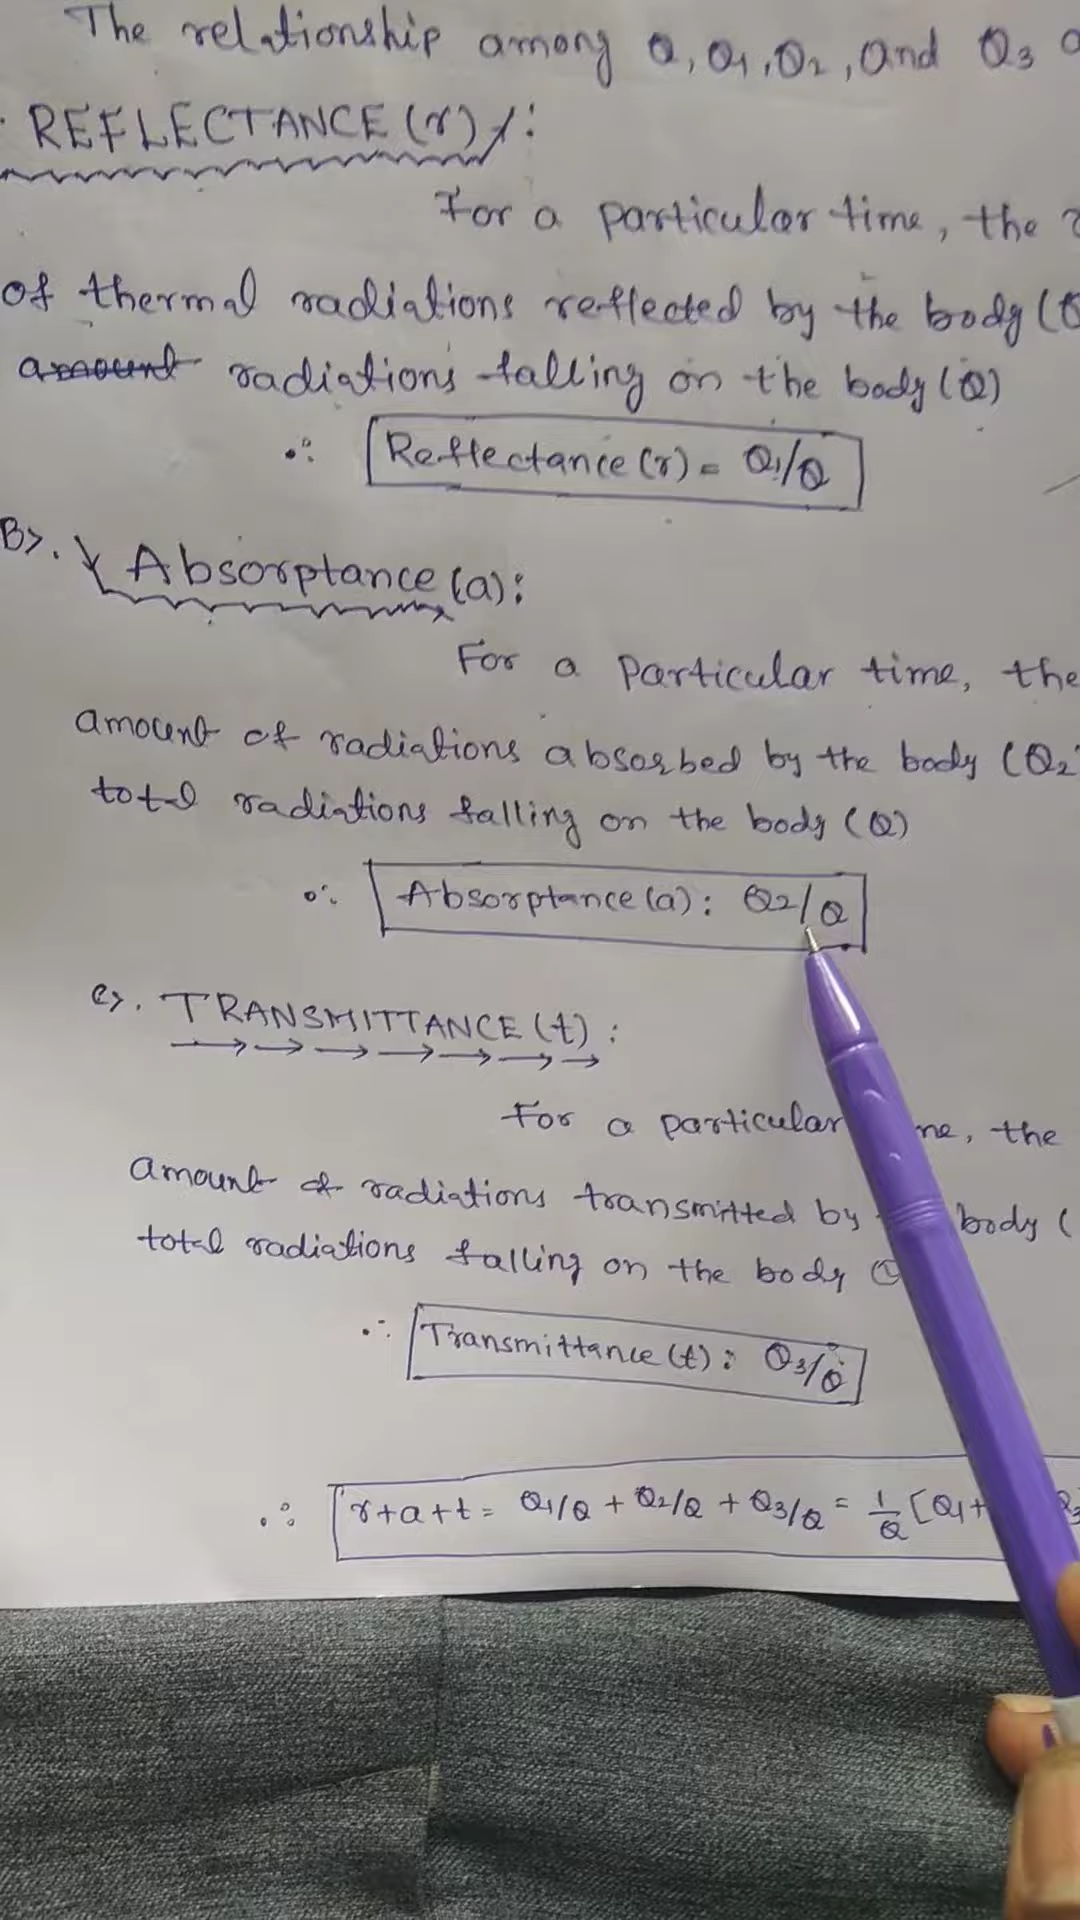 The relationship among Q, Q1, Q2, and Q3
REFLECTANCE (r):
For a particular time, the
of thermal radiations reflected by the body (Q
amount radiations falling on the body (Q)
∴ Reflectance (r) = Q1/Q
B>. Absorptance (a):
For a particular time, the
amount of radiations absorbed by the body (Q2
total radiations falling on the body (Q)
∴ Absorptance (a): Q2/Q
C>. TRANSMITTANCE (t):
For a particular ne, the
amount of radiations transmitted by body (
total radiations falling on the body (
∴ Transmittance (t): Q3/Q
∴ r+a+t = Q1/Q + Q2/Q + Q3/Q = 1/Q [Q1+